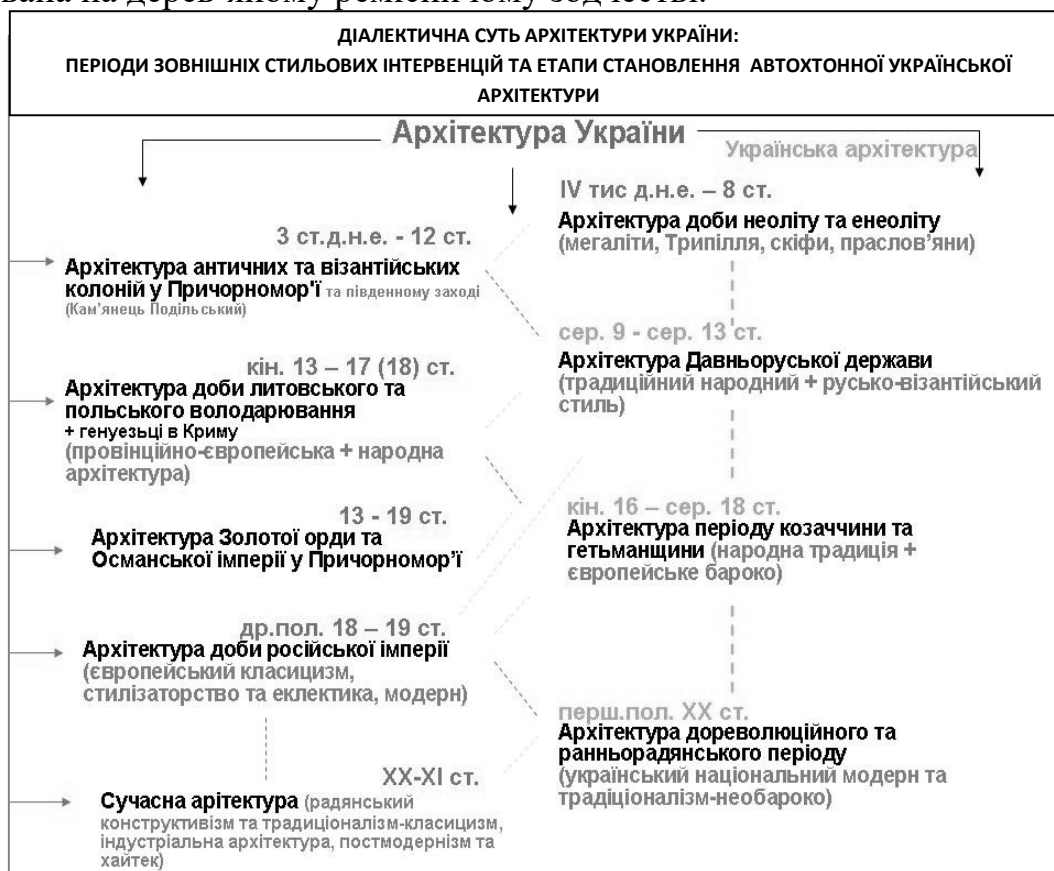 ДІАЛЕКТИЧНА СУТЬ АРХІТЕКТУРИ УКРАЇНИ:
ПЕРІОДИ ЗОВНІШНІХ СТИЛЬОВИХ ІНТЕРВЕНЦІЙ ТА ЕТАПИ СТАНОВЛЕННЯ АВТОХТОННОЇ УКРАЇНСЬКОЇ
АРХІТЕКТУРИ
Архітектура України
Українська архітектура
3 ст.д.н.е. - 12 ст.
Архітектура античних та візантійських
колоній у Причорномор'ї та південному заході
(Кам'янець Подільський)
кін. 13 – 17 (18) ст.
Архітектура доби литовського та
польського володарювання
+ генуезьці в Криму
(провінційно-європейська + народна
архітектура)
13 - 19 ст.
Архітектура Золотої орди та
Османської імперії у Причорномор'ї
др.пол. 18 – 19 ст.
Архітектура доби російської імперії
(європейський класицизм,
стилізаторство та еклектика, модерн)
XX-XI ст.
Сучасна арітектура (радянський
конструктивізм та традиціоналізм-класицизм,
індустріальна архітектура, постмодернізм та
хайтек)
IV тис д.н.е. – 8 ст.
Архітектура доби неоліту та енеоліту
(мегаліти, Трипілля, скіфи, праслов'яни)
сер. 9 - сер. 13 ст.
Архітектура Давньоруської держави
(традиційний народний + русько-візантійський
стиль)
кін. 16 – сер. 18 ст.
Архітектура періоду козаччини та
гетьманщини (народна традиція +
європейське бароко)
перш.пол. XX ст.
Архітектура дореволюційного та
ранньорадянського періоду
(український національний модерн та
традіціоналізм-необароко)